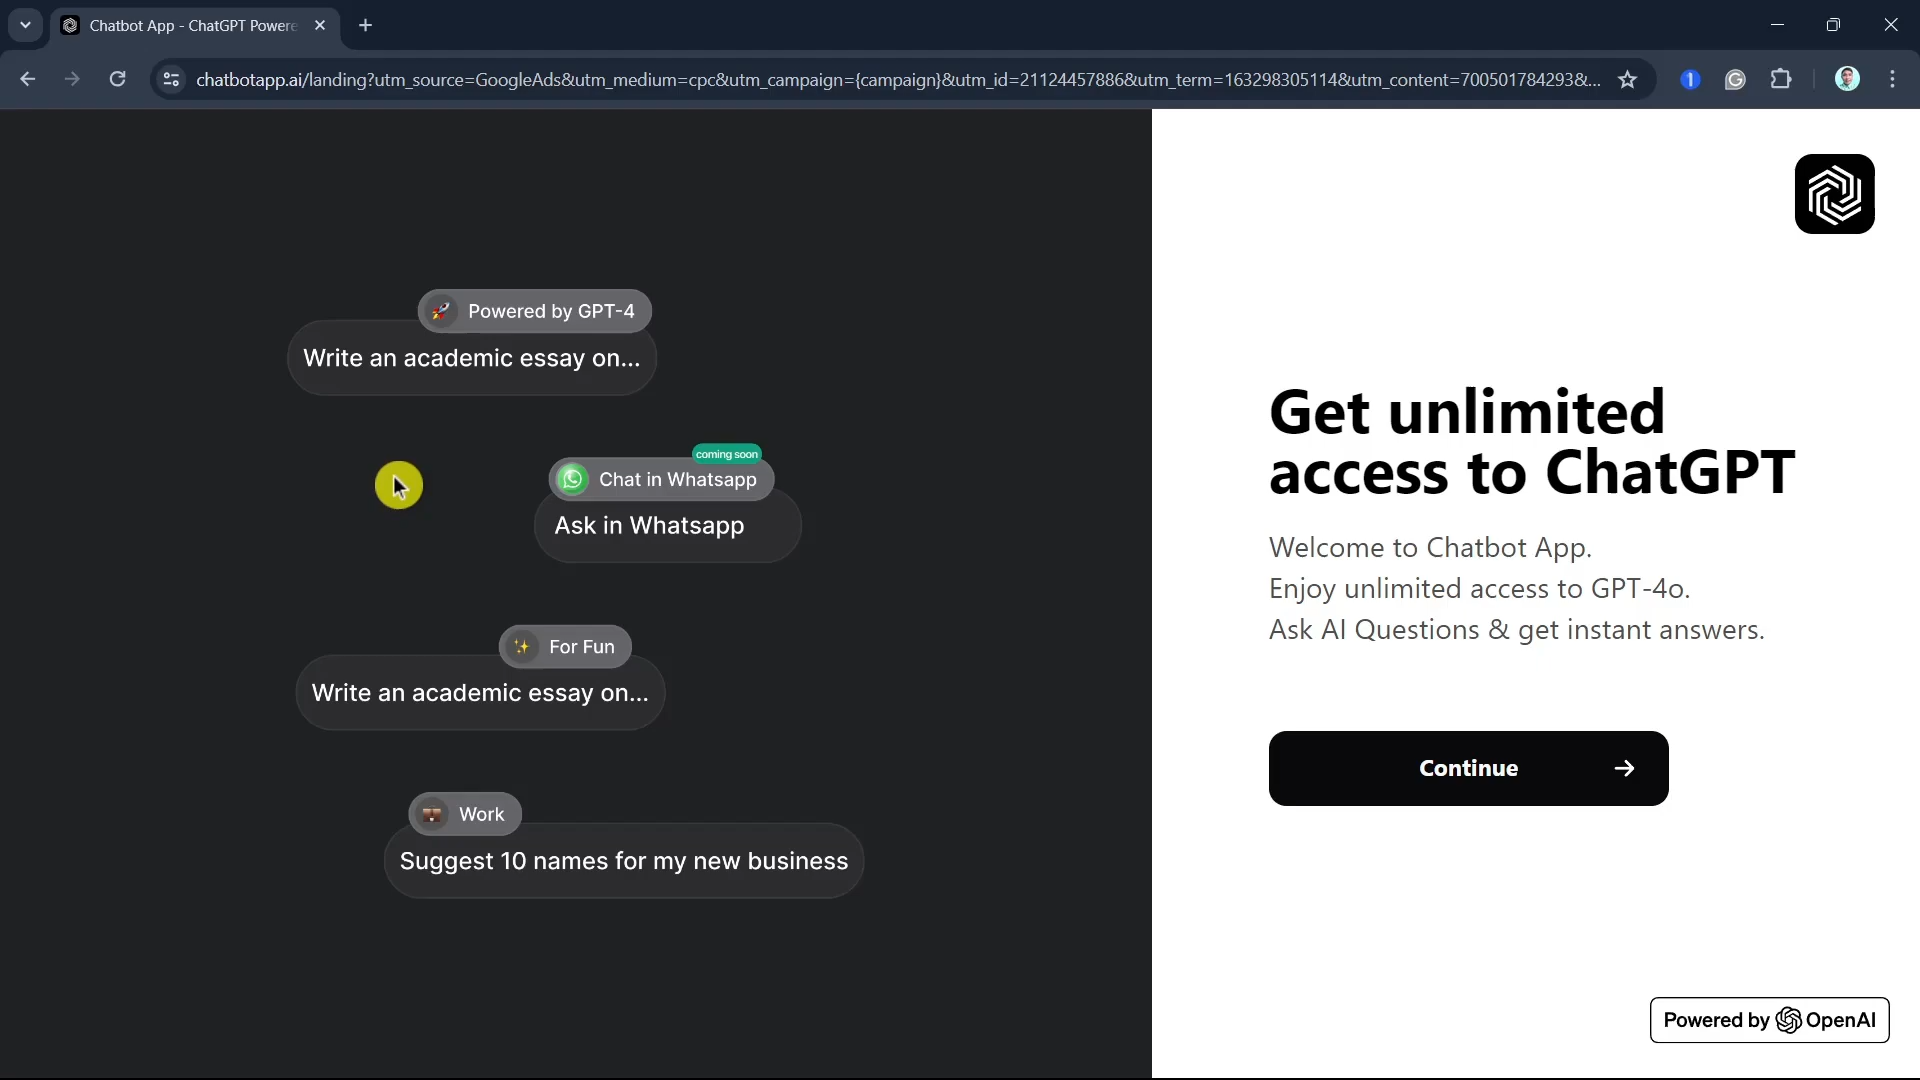 Chatbot App - ChatGPT Powere
chatbotapp.ai/landing?utm_source=GoogleAds&utm_medium=cpc&utm_campaign={campaign}&utm_id=21124457886&utm_term=163298305114&utm_content=700501784293&...
Powered by GPT-4
Write an academic essay on...
coming soon
Chat in Whatsapp
Ask in Whatsapp
For Fun
Write an academic essay on...
Work
Suggest 10 names for my new business
Get unlimited
access to ChatGPT
Welcome to Chatbot App.
Enjoy unlimited access to GPT-4o.
Ask AI Questions & get instant answers.
Continue
Powered by OpenAI